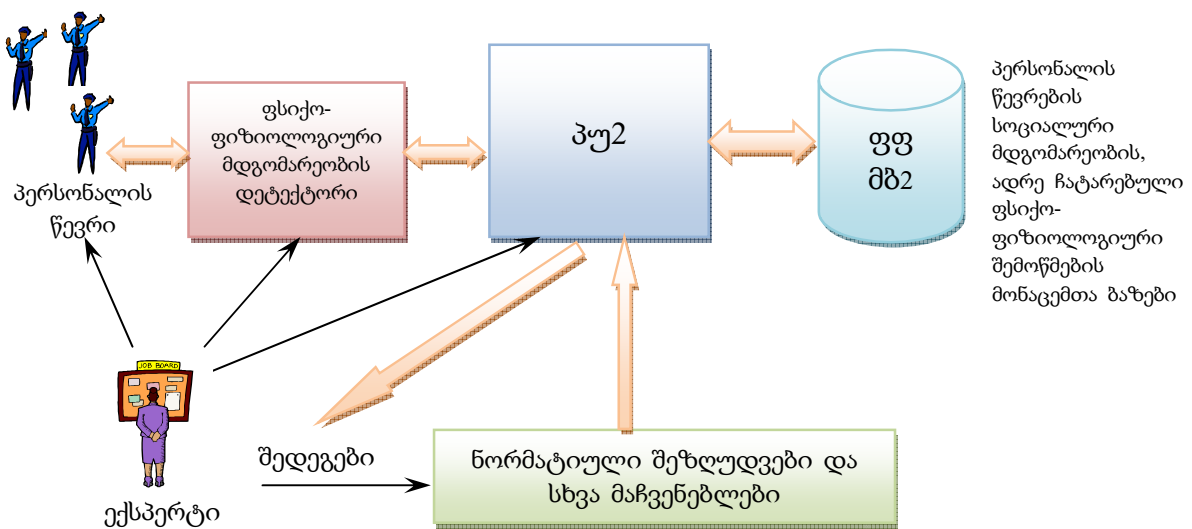 ფსიქო-
ფიზიოლოგიური
მდგომარეობის
დეტექტორი
პუ2
ფფ
მბ2
პერსონალის
წევრების
სოციალური
მდგომარეობის,
ადრე ჩატარებული
ფსიქო-
ფიზიოლოგიური
შემოწმების
მონაცემთა ბაზები
პერსონალის
წევრი
JOB BOARD
შედეგები
ნორმატიული შეზღუდვები და
სხვა მაჩვენებლები
ექსპერტი